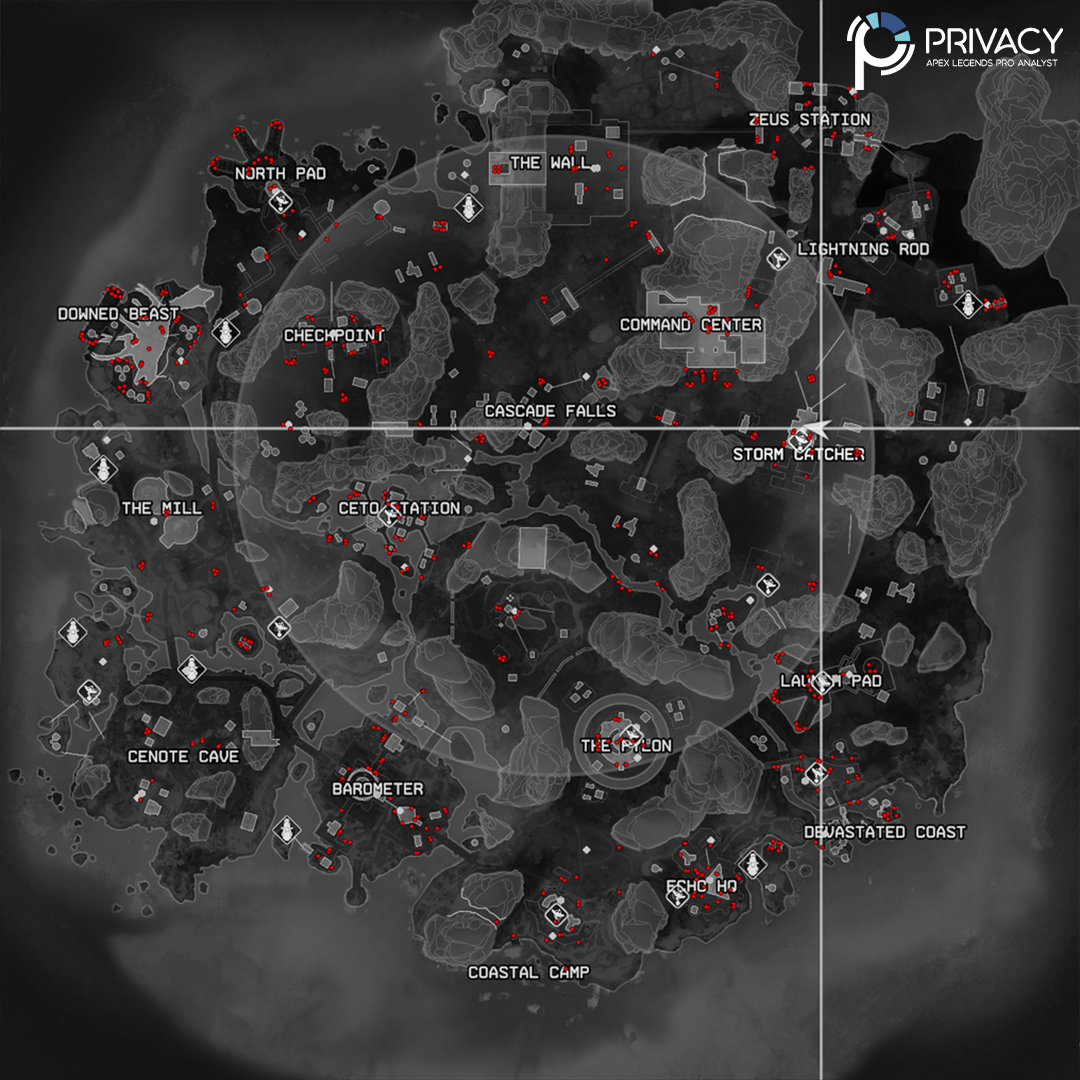 PRIVACY
APEX LEGENDS PRO ANALYST
ZEUS STATION
THE WALL
NORTH PAD
LIGHTNING ROD
DOWNED BEAST
COMMAND CENTER
CHECKPOINT
CASCADE FALLS
STORM CATCHER
THE MILL
CETO STATION
LAUNCH PAD
THE PYLON
CENOTE CAVE
BAROMETER
DEVASTATED COAST
ECHO HQ
COASTAL CAMP